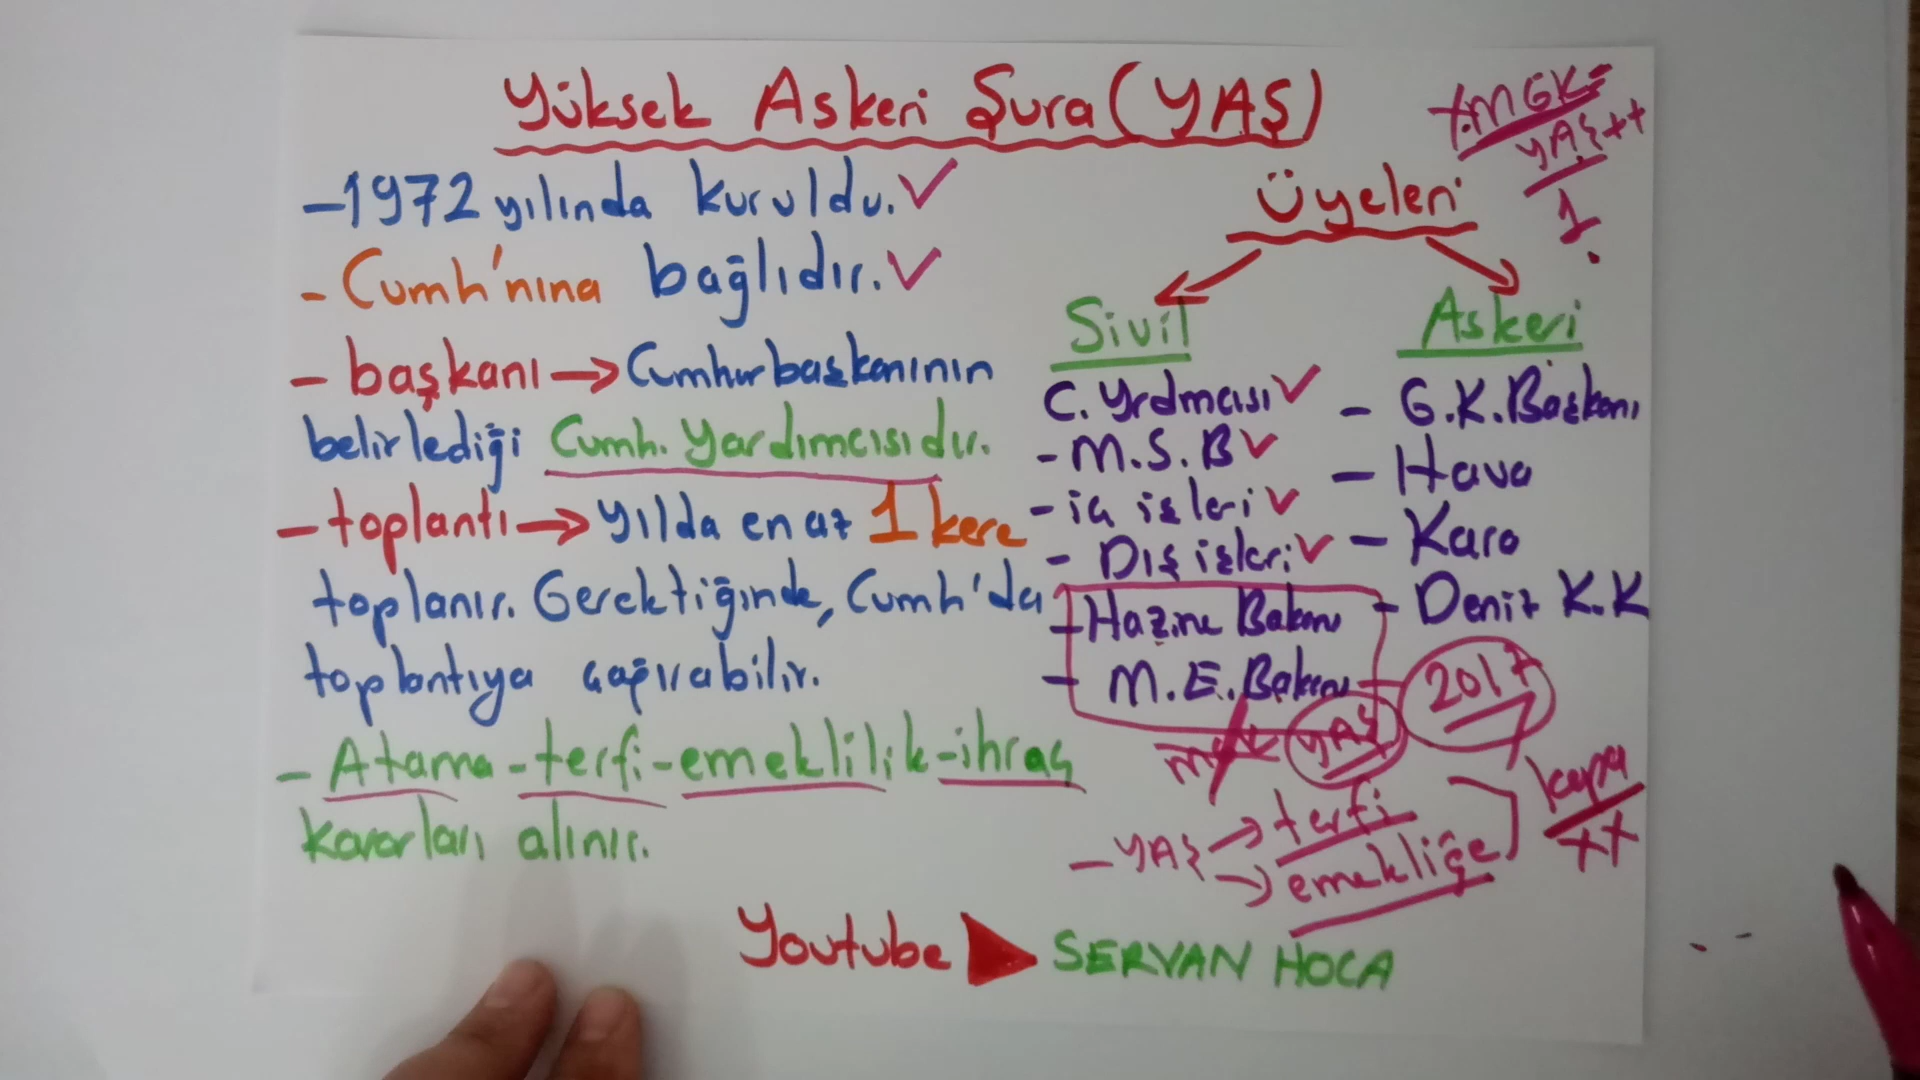 Yüksek Askeri Şura (YAŞ)
-1972 yılında kuruldu. ✓
- Cumh'nına bağlıdır. ✓
- başkanı → Cumhurbaşkanının
belirlediği Cumh. Yardımcısıdır.
- toplantı → yılda en az 1 kere
toplanır. Gerektiğinde, Cumh'da
toplantıya çağırabilir.
- Atama - terfi - emeklilik - ihraç
kararları alınır.
+MGK
YAŞ ++
1.
Üyeleri
Sivil
C. Yrdmcısı ✓
- M.S.B ✓
- iç işleri ✓
- Dış işleri ✓
- Hazine Bakanı
- M.E. Bakanı
Askeri
- G.K. Başkanı
- Hava
- Kara
- Deniz K.K
2017
MGK YAŞ
- YAŞ → terfi
→ emekliğe
kapa
++
Youtube ▶ SERVAN HOCA